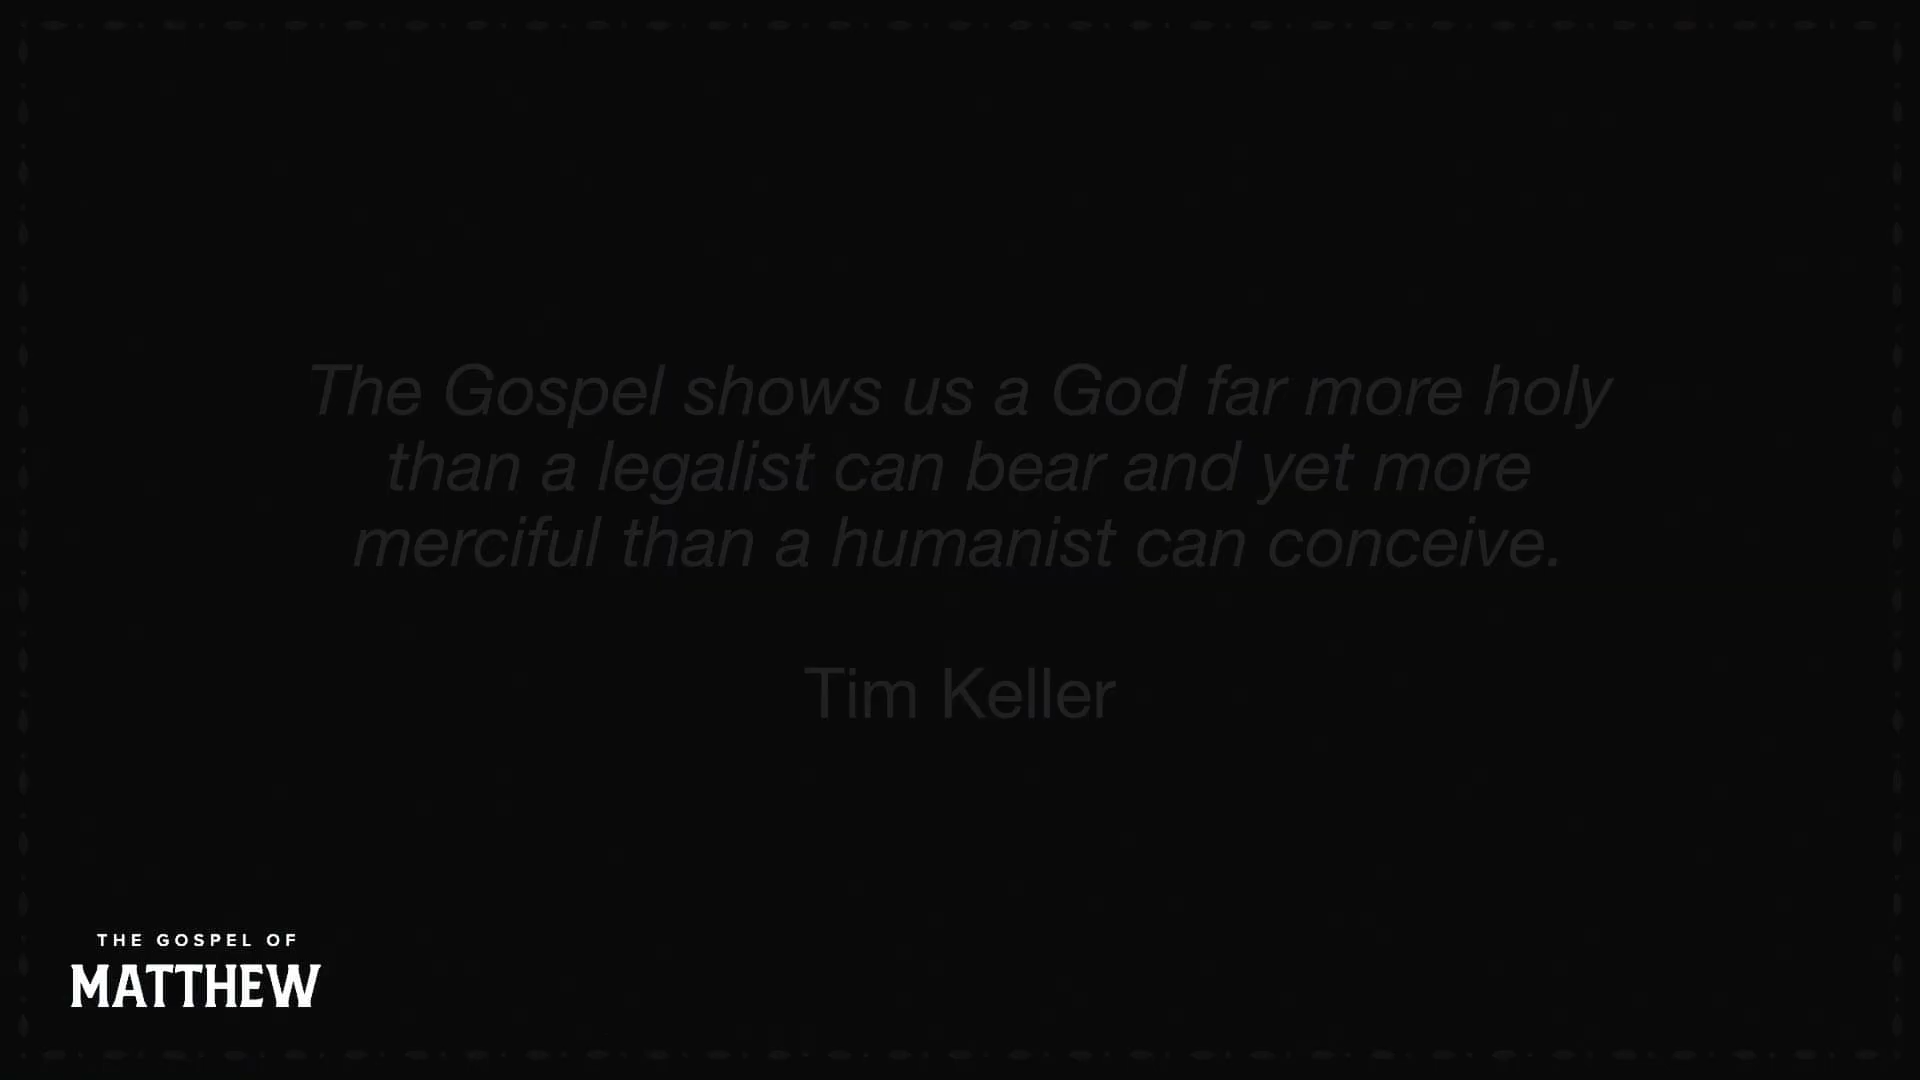 The Gospel shows us a God far more holy
than a legalist can bear and yet more
merciful than a humanist can conceive.
Tim Keller
THE GOSPEL OF
MATTHEW